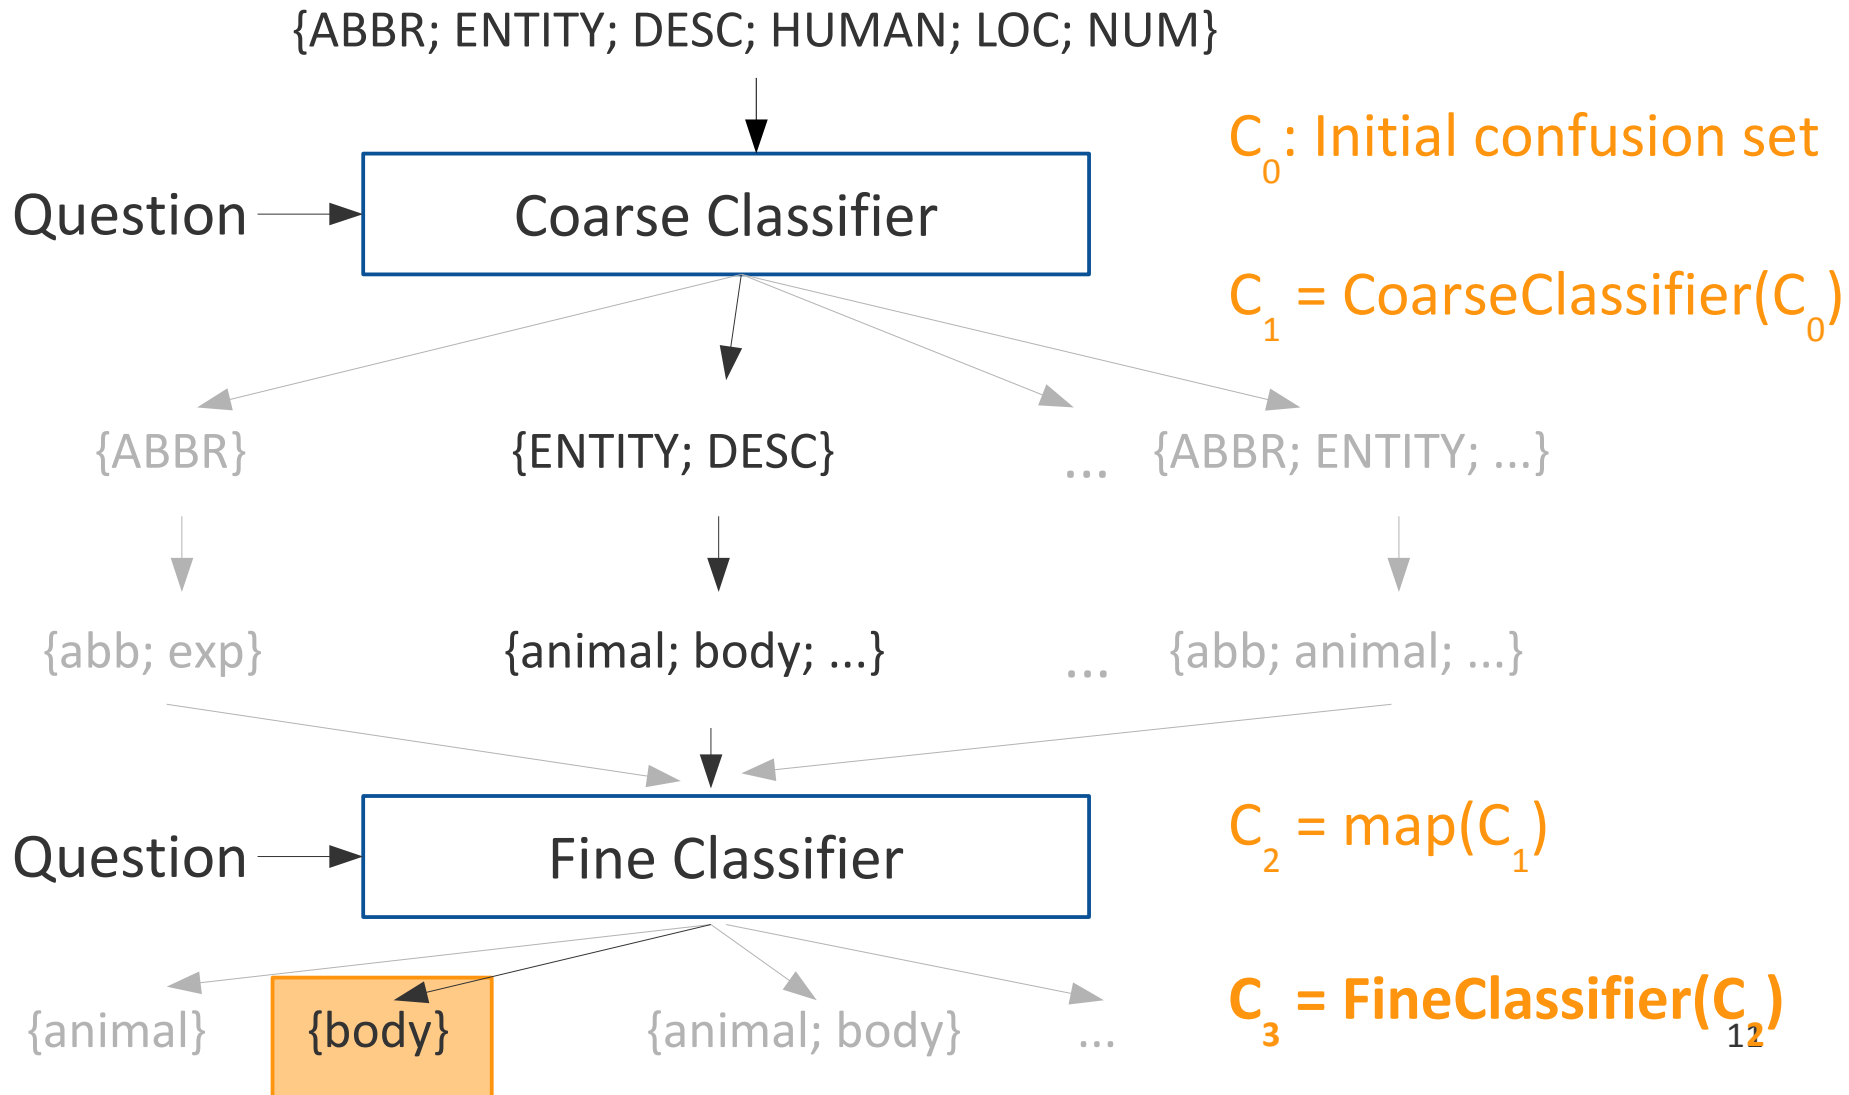 {ABBR; ENTITY; DESC; HUMAN; LOC; NUM}
C0: Initial confusion set
Question
Coarse Classifier
C1 = CoarseClassifier(C0)
{ABBR}
{ENTITY; DESC}
...
{ABBR; ENTITY; ...}
{abb; exp}
{animal; body; ...}
...
{abb; animal; ...}
Question
Fine Classifier
C2 = map(C1)
{animal}
{body}
{animal; body}
...
C3 = FineClassifier(C2)